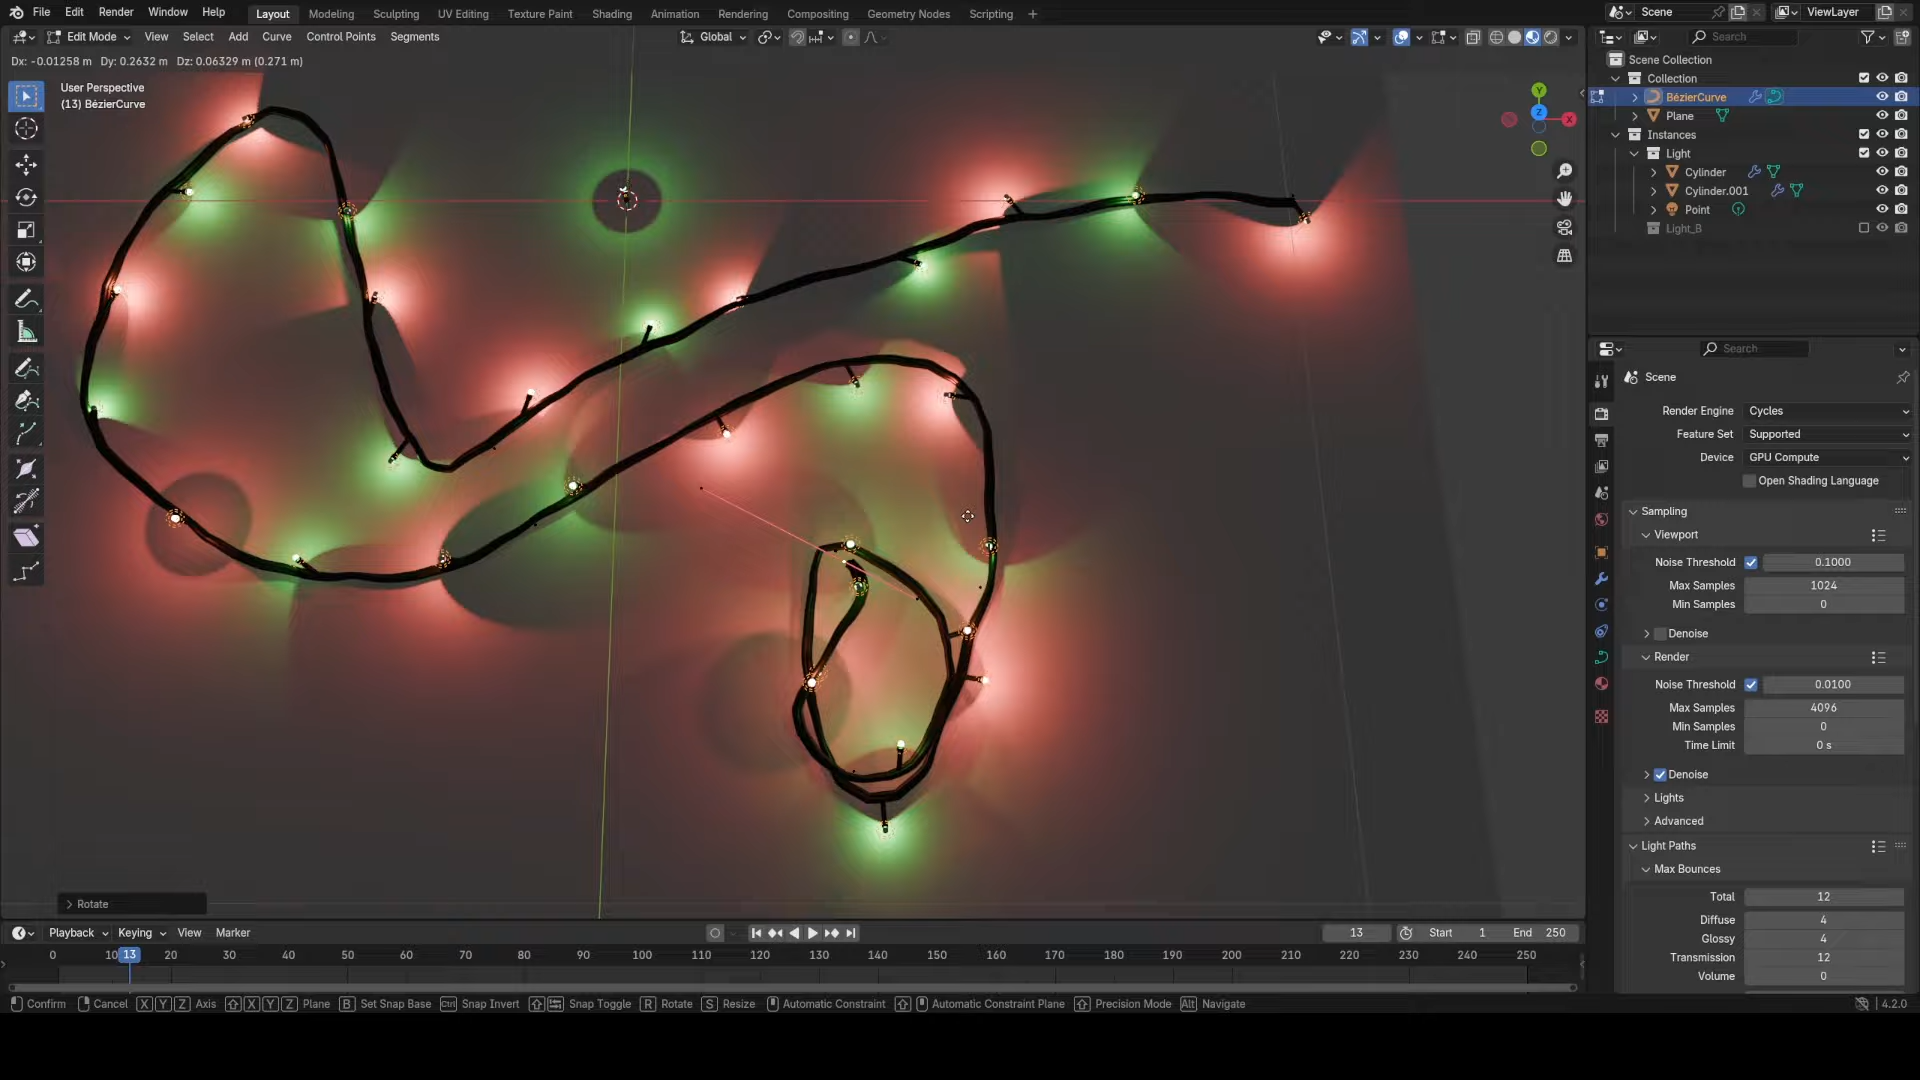 File Edit Render Window Help Layout Modeling Sculpting UV Editing Texture Paint Shading Animation Rendering Compositing Geometry Nodes Scripting + Scene ViewLayer
Edit Mode View Select Add Curve Control Points Segments Global Search
Dx: -0.01258 m Dy: 0.2632 m Dz: 0.06329 m (0.271 m)
User Perspective
(13) BézierCurve
Y
Z
X
Rotate
Scene Collection
Collection
BézierCurve
Plane
Instances
Light
Cylinder
Cylinder.001
Point
Light_B
Search
Scene
Render Engine Cycles
Feature Set Supported
Device GPU Compute
Open Shading Language
Sampling
Viewport
Noise Threshold 0.1000
Max Samples 1024
Min Samples 0
Denoise
Render
Noise Threshold 0.0100
Max Samples 4096
Min Samples 0
Time Limit 0 s
Denoise
Lights
Advanced
Light Paths
Max Bounces
Total 12
Diffuse 4
Glossy 4
Transmission 12
Volume 0
Playback Keying View Marker 13 Start 1 End 250
0 10 13 20 30 40 50 60 70 80 90 100 110 120 130 140 150 160 170 180 190 200 210 220 230 240 250
Confirm Cancel X Y Z Axis X Y Z Plane B Set Snap Base Ctrl Snap Invert Snap Toggle R Rotate S Resize Automatic Constraint Automatic Constraint Plane Precision Mode Alt Navigate 4.2.0